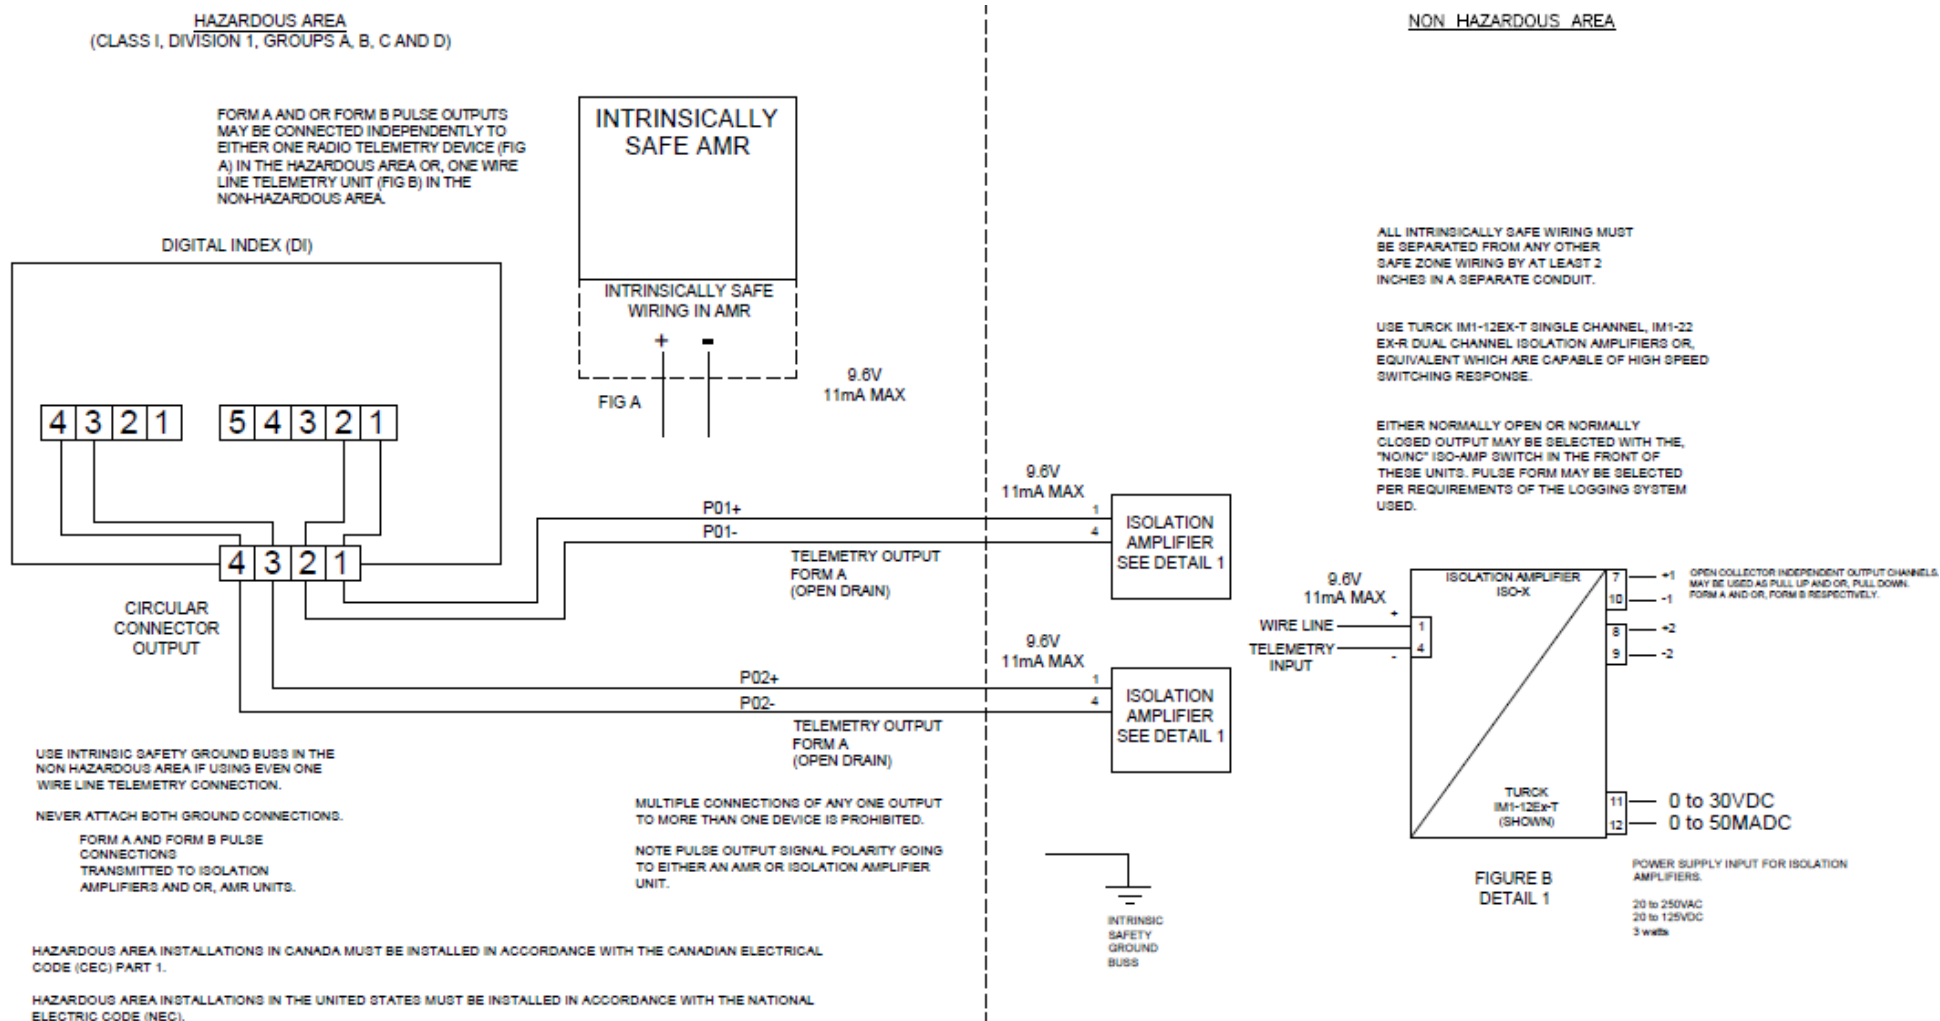 HAZARDOUS AREA
(CLASS I, DIVISION 1, GROUPS A, B, C AND D)
NON HAZARDOUS AREA
FORM A AND OR FORM B PULSE OUTPUTS
MAY BE CONNECTED INDEPENDENTLY TO
EITHER ONE RADIO TELEMETRY DEVICE (FIG
A) IN THE HAZARDOUS AREA OR, ONE WIRE
LINE TELEMETRY UNIT (FIG B) IN THE
NON-HAZARDOUS AREA.
INTRINSICALLY
SAFE AMR
INTRINSICALLY SAFE
WIRING IN AMR
+ -
FIG A
9.6V
11mA MAX
DIGITAL INDEX (DI)
4 3 2 1
5 4 3 2 1
4 3 2 1
CIRCULAR
CONNECTOR
OUTPUT
P01+
P01-
TELEMETRY OUTPUT
FORM A
(OPEN DRAIN)
9.6V
11mA MAX
1
4
ISOLATION
AMPLIFIER
SEE DETAIL 1
P02+
P02-
TELEMETRY OUTPUT
FORM A
(OPEN DRAIN)
9.6V
11mA MAX
1
4
ISOLATION
AMPLIFIER
SEE DETAIL 1
ALL INTRINSICALLY SAFE WIRING MUST
BE SEPARATED FROM ANY OTHER
SAFE ZONE WIRING BY AT LEAST 2
INCHES IN A SEPARATE CONDUIT.
USE TURCK IM1-12EX-T SINGLE CHANNEL, IM1-22
EX-R DUAL CHANNEL ISOLATION AMPLIFIERS OR,
EQUIVALENT WHICH ARE CAPABLE OF HIGH SPEED
SWITCHING RESPONSE.
EITHER NORMALLY OPEN OR NORMALLY
CLOSED OUTPUT MAY BE SELECTED WITH THE,
"NO/NC" ISO-AMP SWITCH IN THE FRONT OF
THESE UNITS. PULSE FORM MAY BE SELECTED
PER REQUIREMENTS OF THE LOGGING SYSTEM
USED.
9.6V
11mA MAX
+
WIRE LINE
TELEMETRY
INPUT
-
1
4
ISOLATION AMPLIFIER
ISO-X
7 +1
10 -1
8 +2
9 -2
OPEN COLLECTOR INDEPENDENT OUTPUT CHANNELS.
MAY BE USED AS PULL UP AND OR, PULL DOWN.
FORM A AND OR, FORM B RESPECTIVELY.
TURCK
IM1-12Ex-T
(SHOWN)
11 0 to 30VDC
12 0 to 50MADC
FIGURE B
DETAIL 1
POWER SUPPLY INPUT FOR ISOLATION
AMPLIFIERS.
20 to 250VAC
20 to 125VDC
3 watts
USE INTRINSIC SAFETY GROUND BUSS IN THE
NON HAZARDOUS AREA IF USING EVEN ONE
WIRE LINE TELEMETRY CONNECTION.
NEVER ATTACH BOTH GROUND CONNECTIONS.
FORM A AND FORM B PULSE
CONNECTIONS
TRANSMITTED TO ISOLATION
AMPLIFIERS AND OR, AMR UNITS.
MULTIPLE CONNECTIONS OF ANY ONE OUTPUT
TO MORE THAN ONE DEVICE IS PROHIBITED.
NOTE PULSE OUTPUT SIGNAL POLARITY GOING
TO EITHER AN AMR OR ISOLATION AMPLIFIER
UNIT.
INTRINSIC
SAFETY
GROUND
BUSS
HAZARDOUS AREA INSTALLATIONS IN CANADA MUST BE INSTALLED IN ACCORDANCE WITH THE CANADIAN ELECTRICAL
CODE (CEC) PART 1.
HAZARDOUS AREA INSTALLATIONS IN THE UNITED STATES MUST BE INSTALLED IN ACCORDANCE WITH THE NATIONAL
ELECTRIC CODE (NEC).